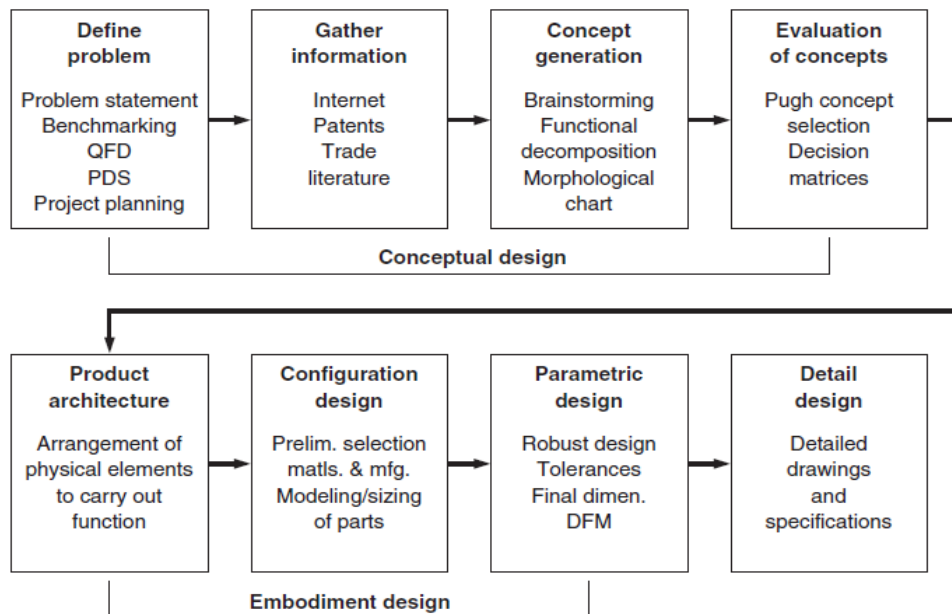 Define
problem
Problem statement
Benchmarking
QFD
PDS
Project planning
Gather
information
Internet
Patents
Trade
literature
Concept
generation
Brainstorming
Functional
decomposition
Morphological
chart
Evaluation
of concepts
Pugh concept
selection
Decision
matrices
Conceptual design
Product
architecture
Arrangement of
physical elements
to carry out
function
Configuration
design
Prelim. selection
matls. & mfg.
Modeling/sizing
of parts
Parametric
design
Robust design
Tolerances
Final dimen.
DFM
Detail
design
Detailed
drawings
and
specifications
Embodiment design